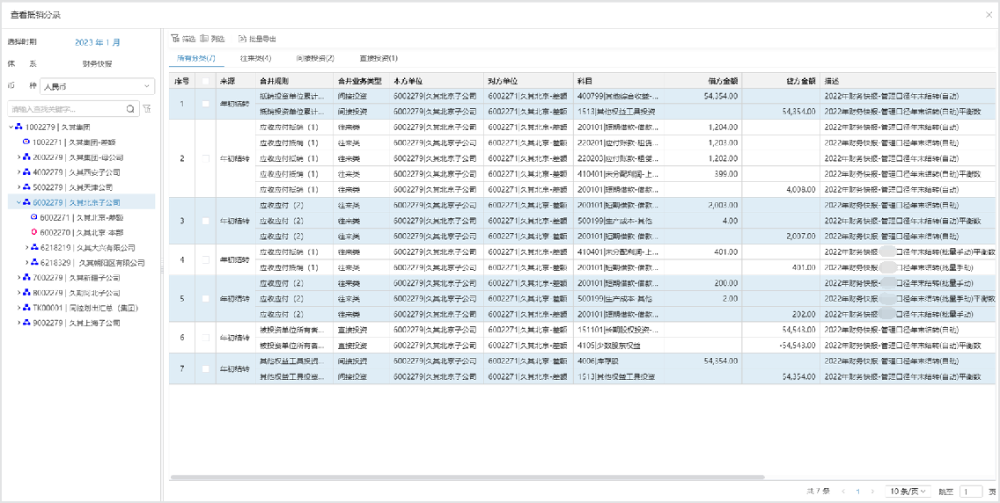 查看抵销分录
选择时期 2023 年 1 月
体 系 财务快报
币 种 人民币
请输入查找关键字...
1002279 | 久其集团
1002271 | 久其集团-差额
2002279 | 久其集团-母公司
4002279 | 久其西安子公司
5002279 | 久其天津公司
6002279 | 久其北京子公司
6002271 | 久其北京-差额
6002270 | 久其北京-本部
6218219 | 久其大兴有限公司
6218329 | 久其朝阳区有限公司
7002279 | 久其新疆子公司
8002279 | 久期河北子公司
TK00001 | 同控划出汇总（集团）
9002279 | 久其上海子公司
筛选 列选 批量导出
所有分类(7) 往来类(4) 间接投资(2) 直接投资(1)
序号 来源 合并规则 合并业务类型 本方单位 对方单位 科目 借方金额 贷方金额 描述
1 年初结转 抵销投资单位累计... 间接投资 6002279|久其北京子公司 6002271|久其北京-差额 400799|其他综合收益-... 54,354.00 2022年财务快报-管理口径年末结转(自动)
抵销投资单位累计... 间接投资 6002279|久其北京子公司 6002271|久其北京-差额 1513|其他权益工具投资 54,354.00 2022年财务快报-管理口径年末结转(自动)平衡数
2 年初结转 应收应付抵销（1） 往来类 6002279|久其北京子公司 6002271|久其北京-差额 200101|短期借款-借款... 1,204.00 2022年财务快报-管理口径年末结转(自动)
应收应付抵销（1） 往来类 6002279|久其北京子公司 6002271|久其北京-差额 220201|应付账款-租赁... 1,203.00 2022年财务快报-管理口径年末结转(自动)
应收应付抵销（1） 往来类 6002279|久其北京子公司 6002271|久其北京-差额 220203|应付账款-租赁... 1,202.00 2022年财务快报-管理口径年末结转(自动)
应收应付抵销（1） 往来类 6002279|久其北京子公司 6002271|久其北京-差额 410401|未分配利润-上... 399.00 2022年财务快报-管理口径年末结转(自动)平衡数
应收应付抵销（1） 往来类 6002279|久其北京子公司 6002271|久其北京-差额 200101|短期借款-借款... 4,008.00 2022年财务快报-管理口径年末结转(自动)
3 年初结转 应收应付（2） 往来类 6002279|久其北京子公司 6002271|久其北京-差额 200101|短期借款-借款... 2,003.00 2022年财务快报-管理口径年末结转(自动)
应收应付（2） 往来类 6002279|久其北京子公司 6002271|久其北京-差额 500199|生产成本-其他 4.00 2022年财务快报-管理口径年末结转(自动)平衡数
应收应付（2） 往来类 6002279|久其北京子公司 6002271|久其北京-差额 200101|短期借款-借款... 2,007.00 2022年财务快报-管理口径年末结转(自动)
4 年初结转 应收应付抵销（1） 往来类 6002279|久其北京子公司 6002271|久其北京-差额 410401|未分配利润-上... 401.00 2022年财务快报- 口径年末结转(批量手动)平衡数
应收应付抵销（1） 往来类 6002279|久其北京子公司 6002271|久其北京-差额 200101|短期借款-借款... 401.00 2022年财务快报- 口径年末结转(批量手动)
5 年初结转 应收应付（2） 往来类 6002279|久其北京子公司 6002271|久其北京-差额 200101|短期借款-借款... 200.00 2022年财务快报- 口径年末结转(批量手动)
应收应付（2） 往来类 6002279|久其北京子公司 6002271|久其北京-差额 500199|生产成本-其他 2.00 2022年财务快报- 口径年末结转(批量手动)平衡数
应收应付（2） 往来类 6002279|久其北京子公司 6002271|久其北京-差额 200101|短期借款-借款... 202.00 2022年财务快报- 口径年末结转(批量手动)
6 年初结转 被投资单位所有者... 直接投资 6002279|久其北京子公司 6002271|久其北京-差额 151101|长期股权投资-... 54,543.00 2022年财务快报-管理口径年末结转(自动)
被投资单位所有者... 直接投资 6002279|久其北京子公司 6002271|久其北京-差额 4105|少数股东权益 -54,543.00 2022年财务快报-管理口径年末结转(自动)平衡数
7 年初结转 其他权益工具投资... 间接投资 6002279|久其北京子公司 6002271|久其北京-差额 4006|库存股 54,354.00 2022年财务快报-管理口径年末结转(自动)
其他权益工具投资... 间接投资 6002279|久其北京子公司 6002271|久其北京-差额 1513|其他权益工具投资 54,354.00 2022年财务快报-管理口径年末结转(自动)平衡数
共 7 条 1 10 条/页 跳至 1 页